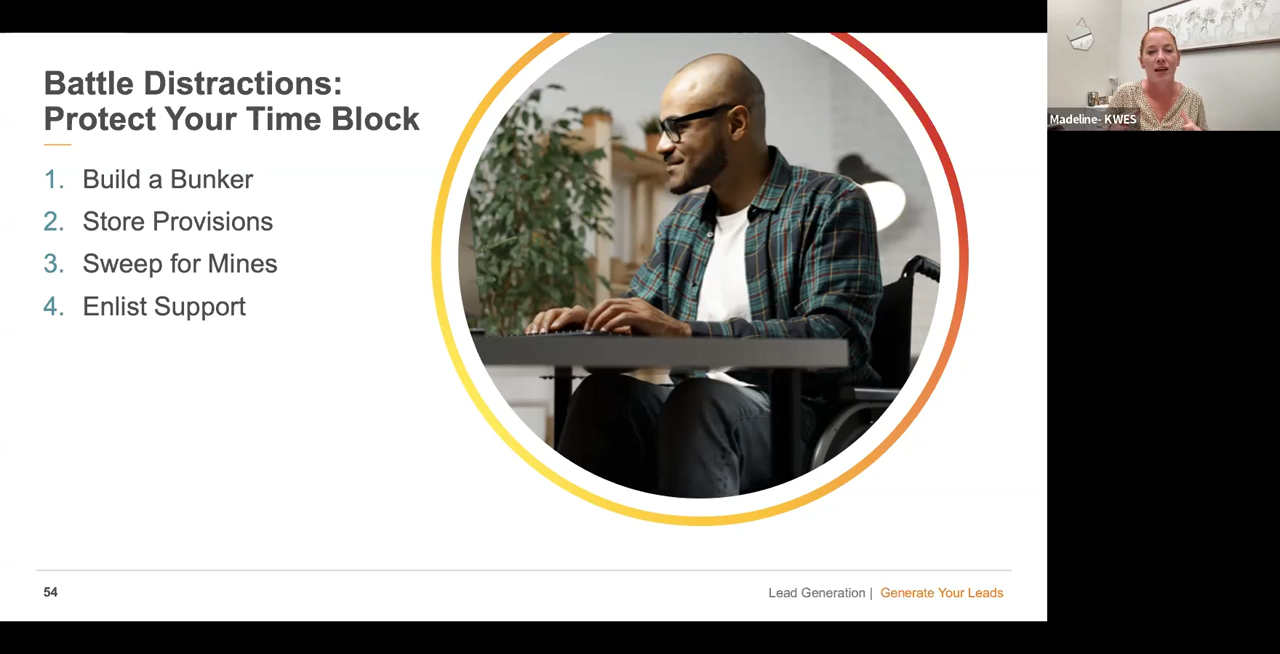 Battle Distractions:
Protect Your Time Block
1. Build a Bunker
2. Store Provisions
3. Sweep for Mines
4. Enlist Support
54
Lead Generation | Generate Your Leads
Madeline- KWES